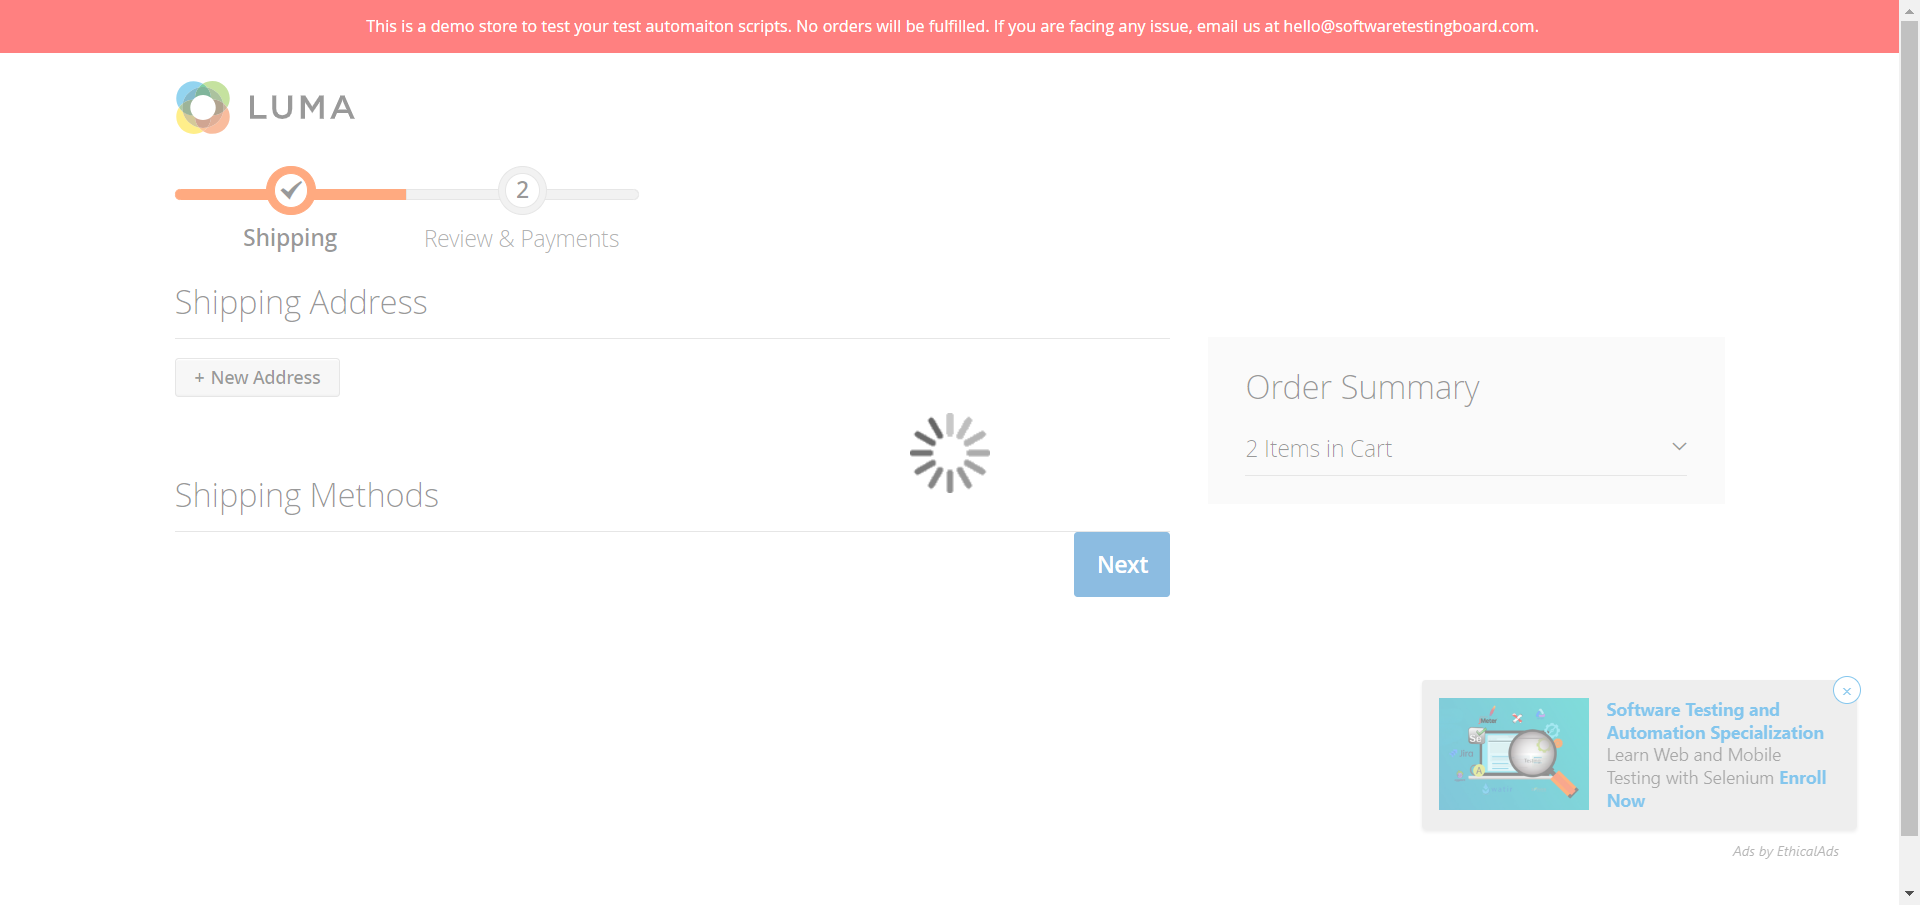 This is a demo store to test your test automaiton scripts. No orders will be fulfilled. If you are facing any issue, email us at hello@softwaretestingboard.com.
LUMA
2
Shipping
Review & Payments
Shipping Address
+ New Address
Order Summary
2 Items in Cart
Shipping Methods
Next
Software Testing and
Automation Specialization
Learn Web and Mobile
Testing with Selenium Enroll
Now
Ads by EthicalAds